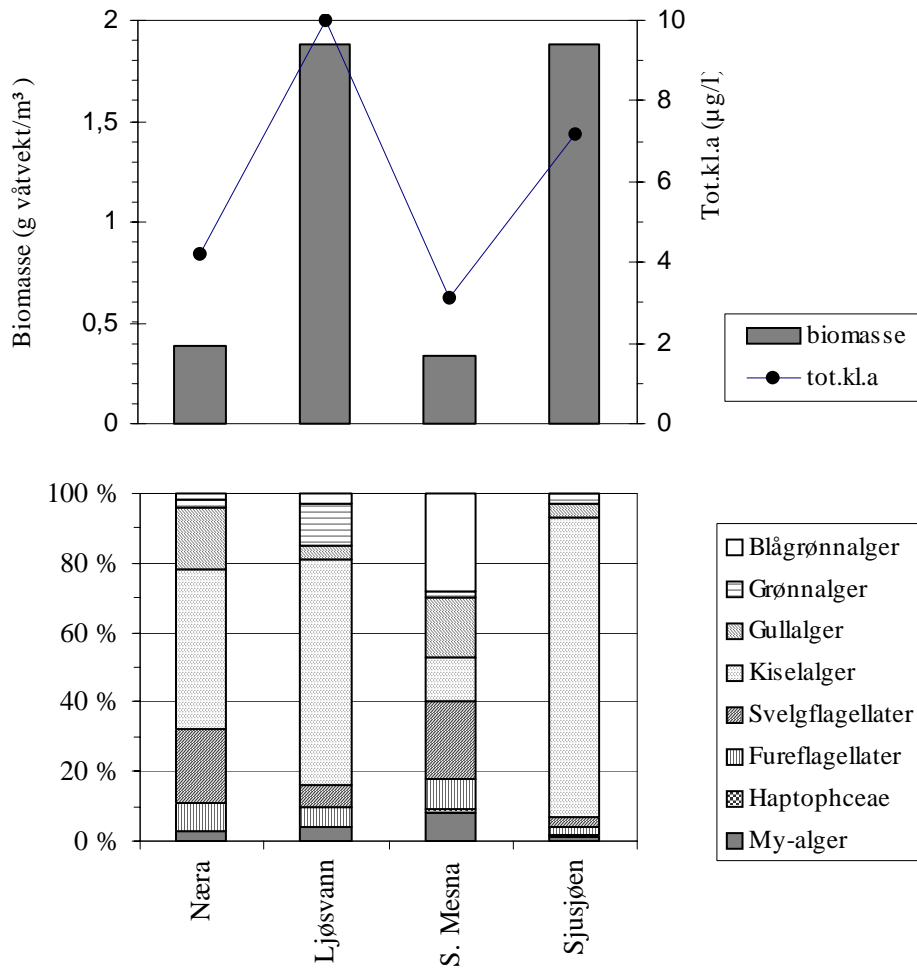 Biomasse (g våtvekt/m³ )
2
1,5
1
0,5
0
10
8
6
4
2
0
Tot.kl.a (µg/l)
biomasse
tot.kl.a
100 %
80 %
60 %
40 %
20 %
0 %
Næra
Ljøsvann
S. Mesna
Sjusjøen
Blågrønnalger
Grønnalger
Gullalger
Kiselalger
Svelgflagellater
Fureflagellater
Haptophceae
My-alger